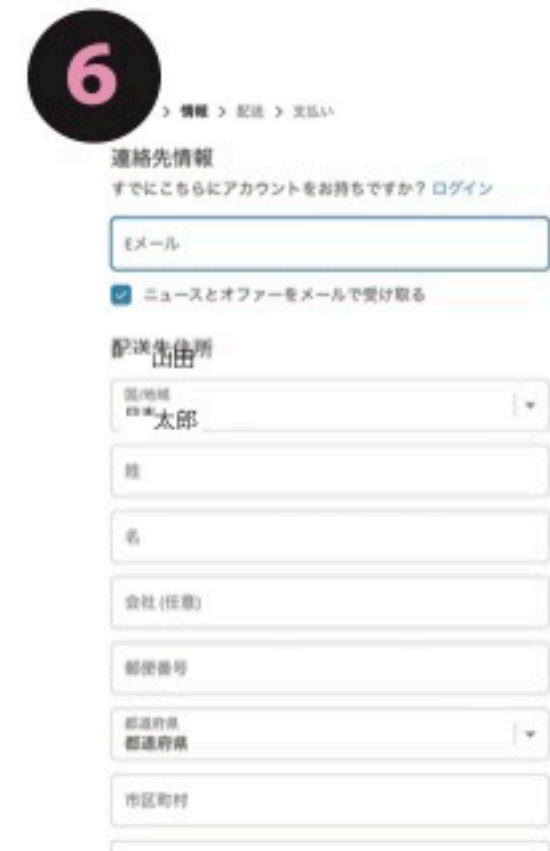 6
> 情報 > 配送 > 支払い
連絡先情報
すでにこちらにアカウントをお持ちですか? ログイン
Eメール
ニュースとオファーをメールで受け取る
配送先住所
山田
国/地域
日本
太郎
姓
名
会社 (任意)
郵便番号
都道府県
都道府県
市区町村